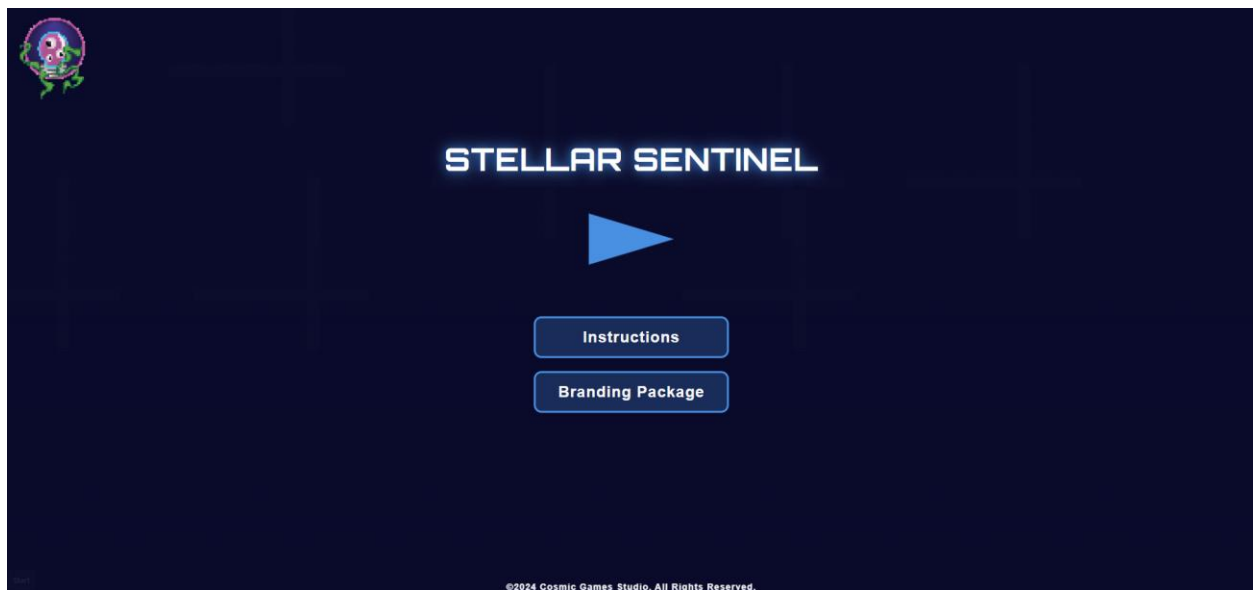 STELLAR SENTINEL
Instructions
Branding Package
©2024 Cosmic Games Studio. All Rights Reserved.